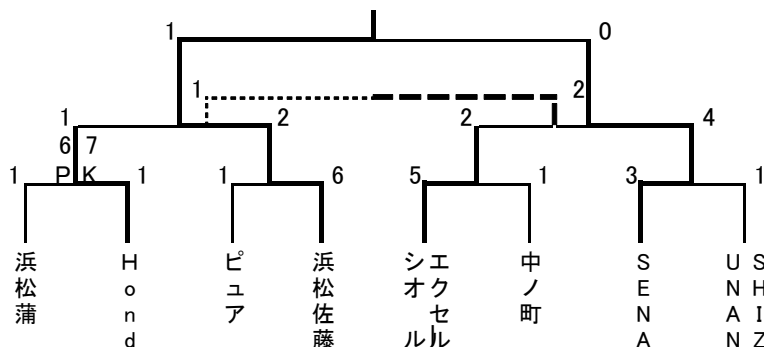 1 0
1 2
1 2 2 4
6 7
1 P K 1 1 6 5 1 3 1
浜松蒲
Hond
ピュア
浜松佐藤
エクセル
シオール
中ノ町
SENA
SHIZ
UNAN